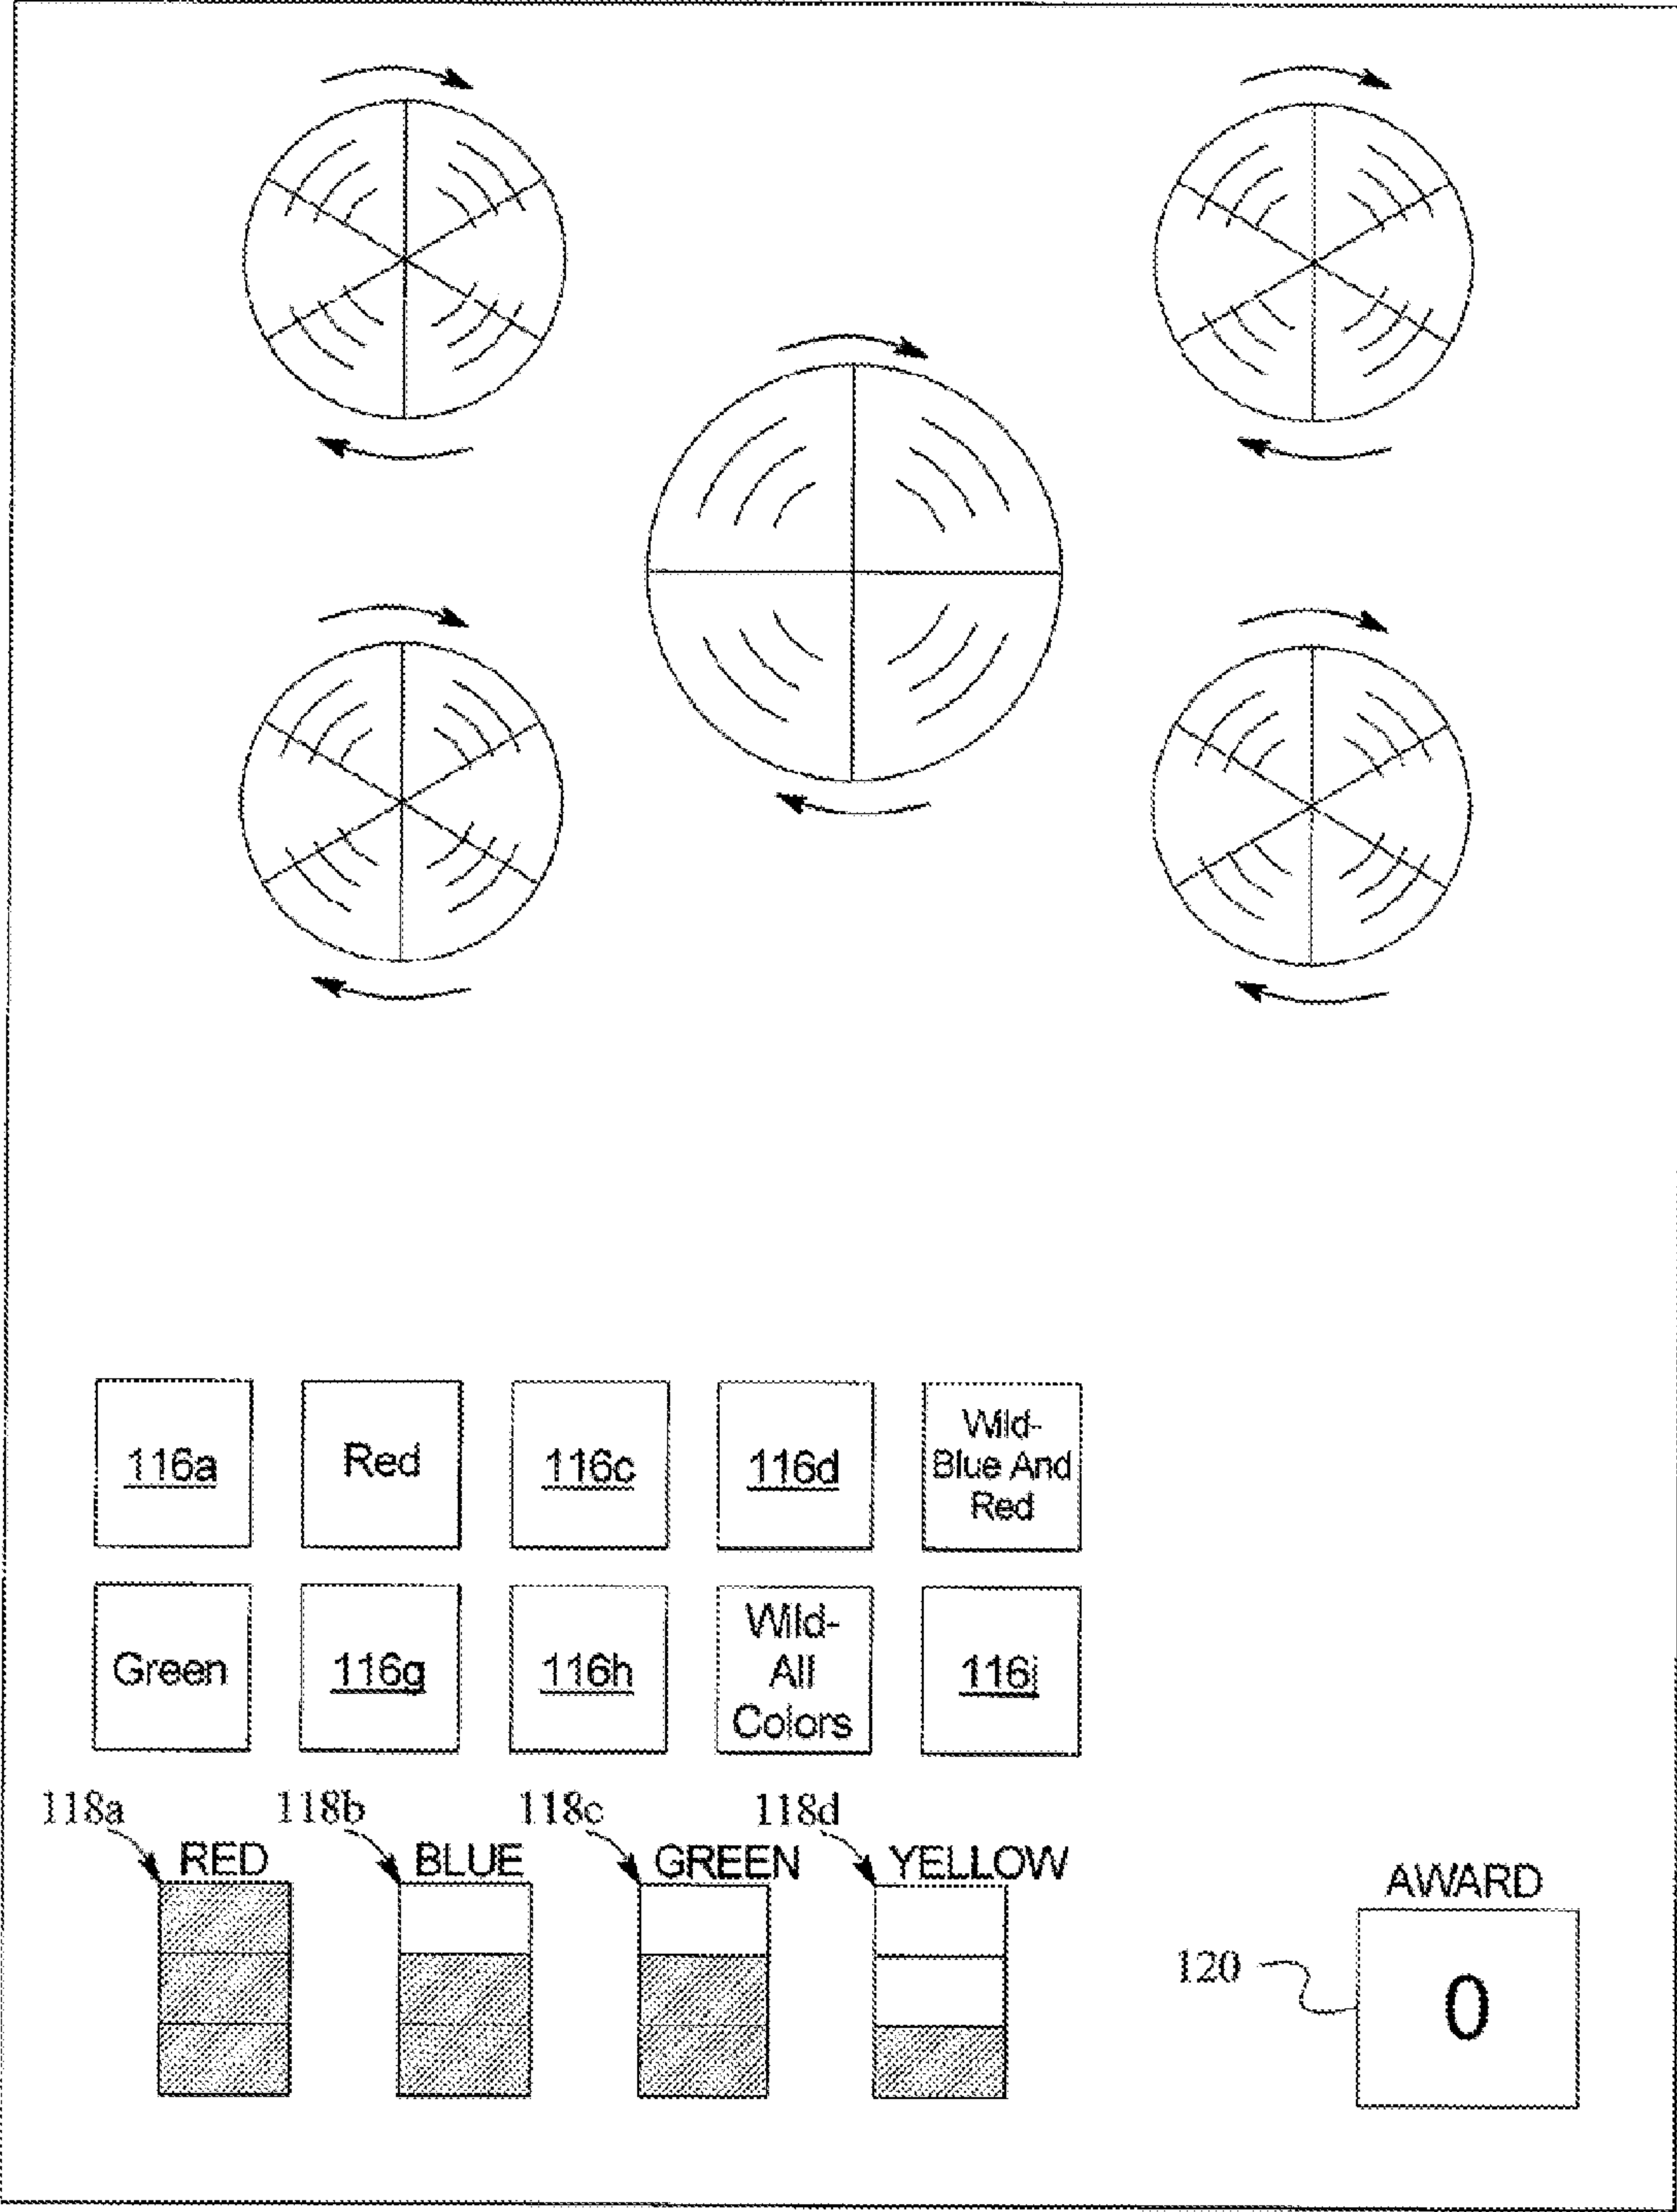 116a
Red
116c
116d
Wild-
Blue And
Red
Green
116g
116h
Wild-
All
Colors
116j
118a
118b
118c
118d
RED
BLUE
GREEN
YELLOW
AWARD
120
0